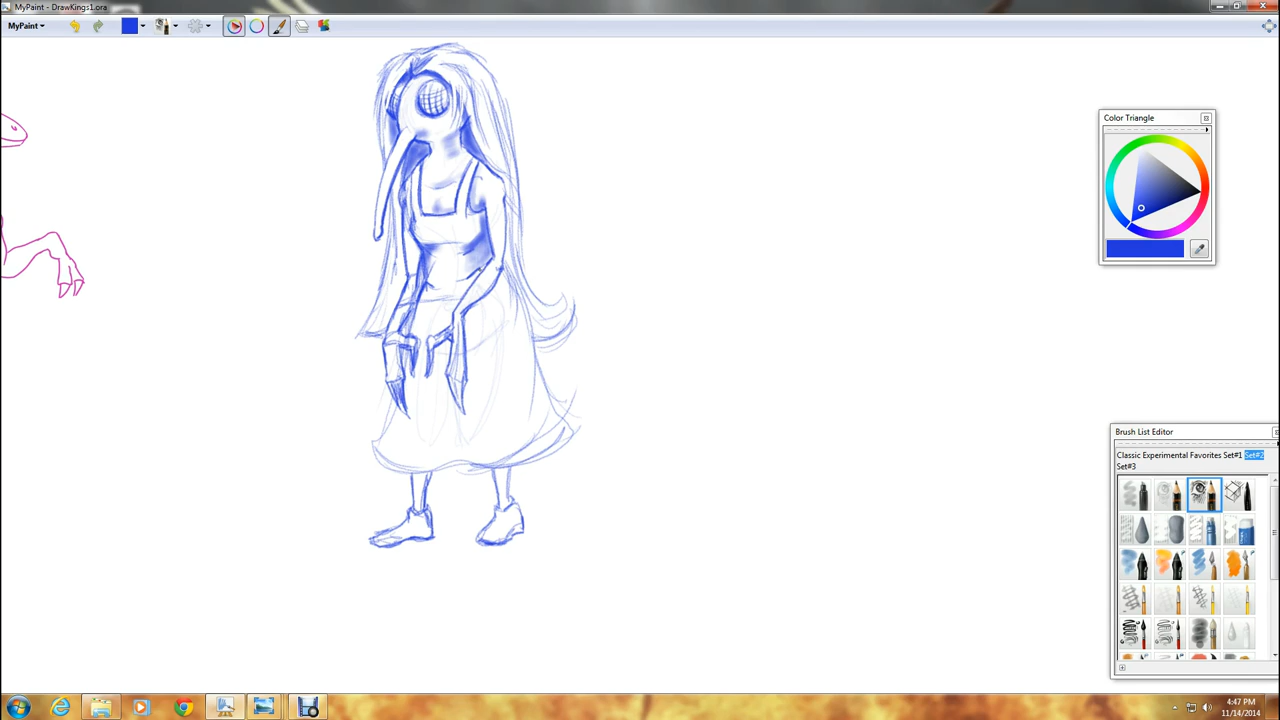 MyPaint - DrawKings1.ora
MyPaint
Color Triangle
Brush List Editor
Classic Experimental Favorites Set#1 Set#2
Set#3
4:47 PM
11/14/2014